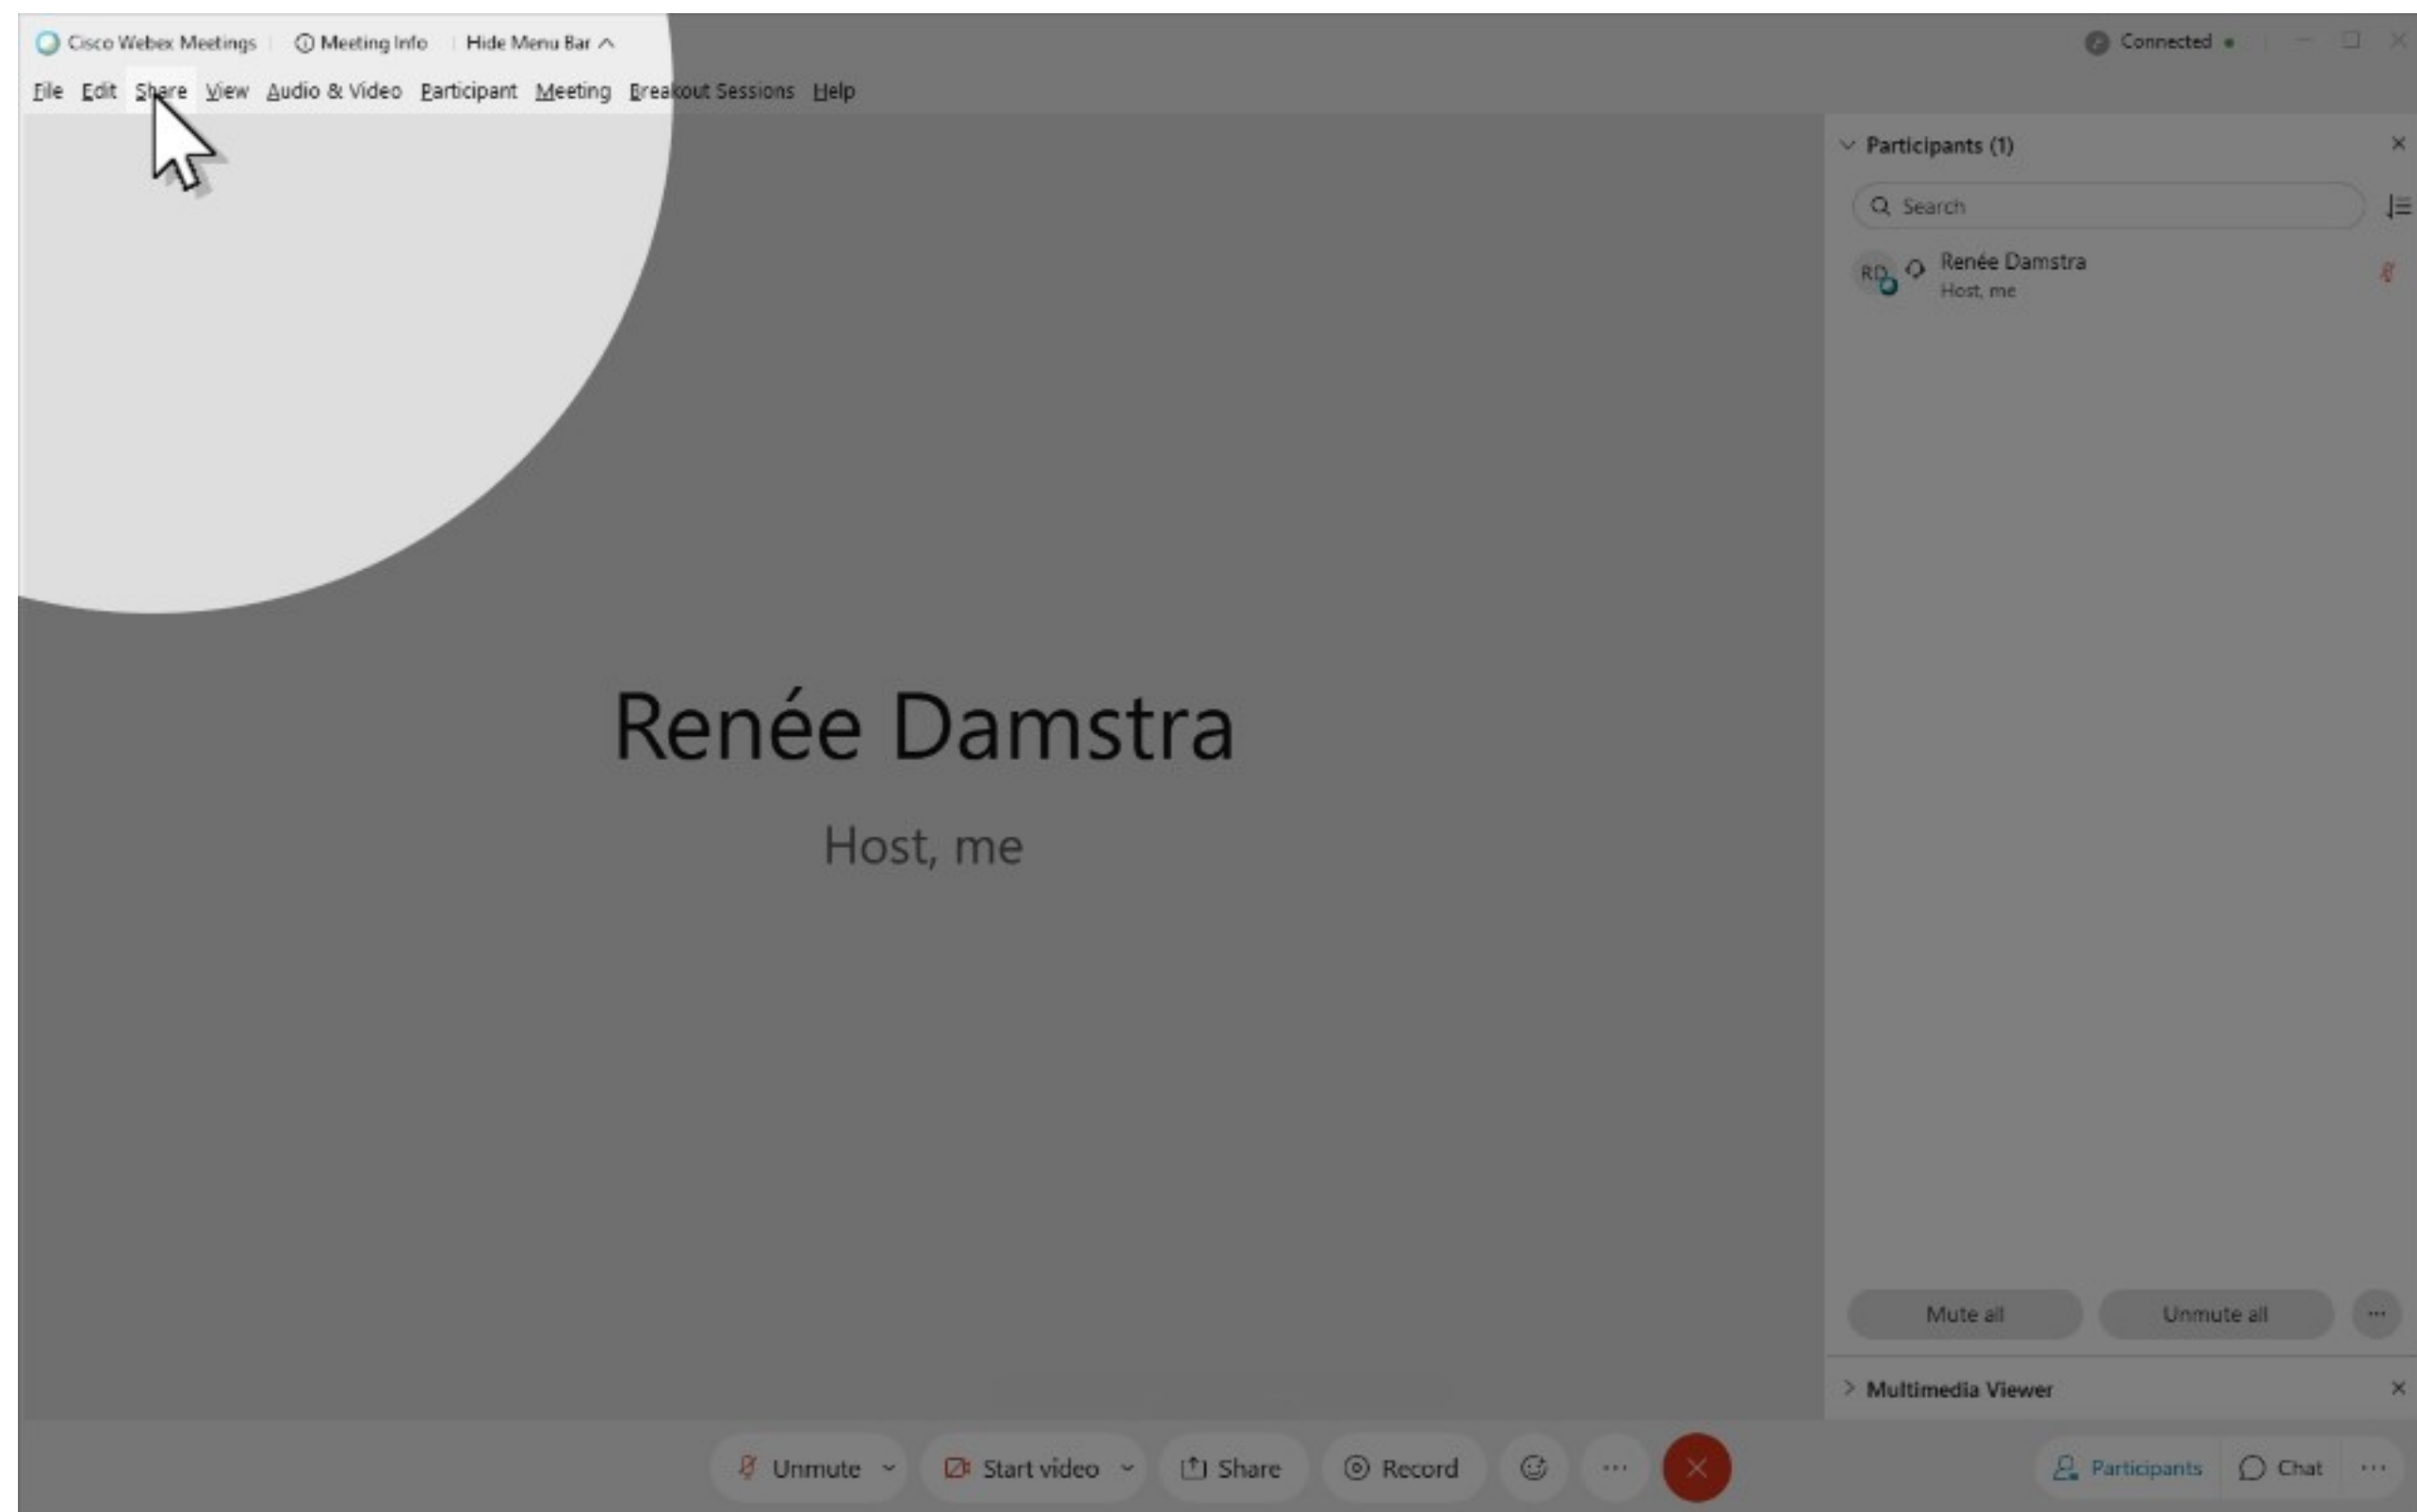 Cisco Webex Meetings Meeting Info Hide Menu Bar Connected
File Edit Share View Audio & Video Participant Meeting Breakout Sessions Help
Participants (1)
Search
RD Renée Damstra
Host, me
Renée Damstra
Host, me
Mute all Unmute all
Multimedia Viewer
Unmute Start video Share Record Participants Chat